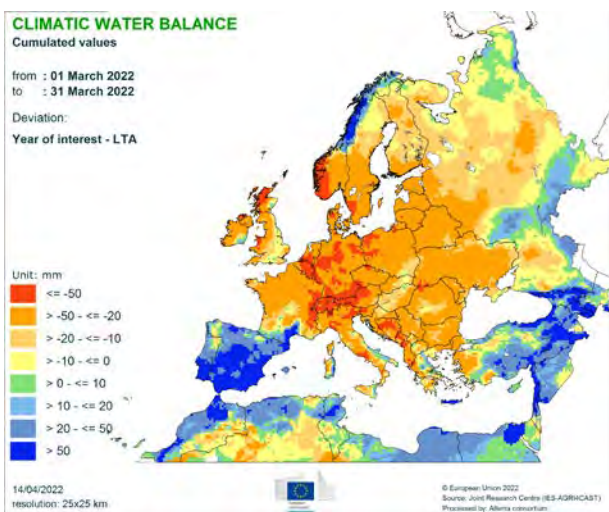 CLIMATIC WATER BALANCE
Cumulated values
from : 01 March 2022
to : 31 March 2022
Deviation:
Year of interest - LTA
Unit: mm
<= -50
> -50 - <= -20
> -20 - <= -10
> -10 - <= 0
> 0 - <= 10
> 10 - <= 20
> 20 - <= 50
> 50
14/04/2022
resolution: 25x25 km
© European Union 2022
Source: Joint Research Centre (IES-AGRI4CAST)
Processed by: Alterra consortium